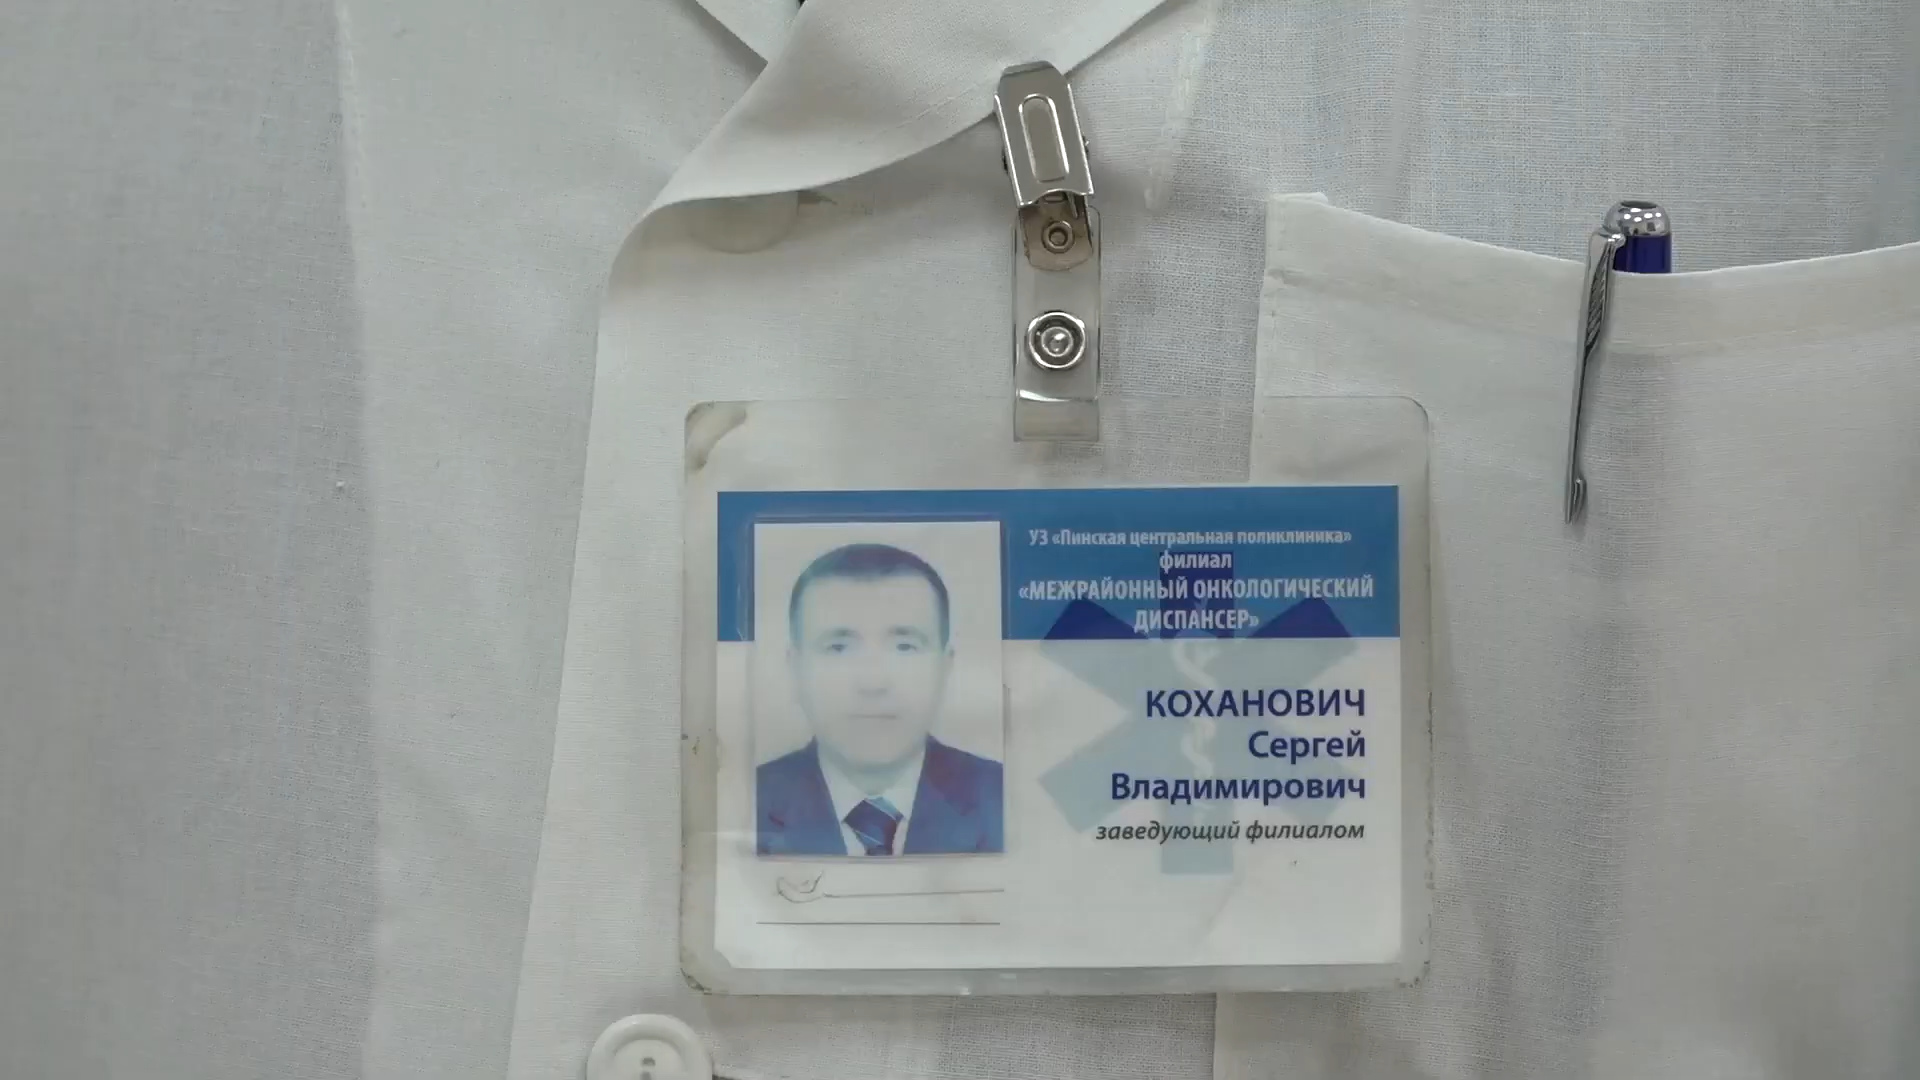 УЗ «Пинская центральная поликлиника»
филиал
«МЕЖРАЙОННЫЙ ОНКОЛОГИЧЕСКИЙ
ДИСПАНСЕР»
КОХАНОВИЧ
Сергей
Владимирович
заведующий филиалом